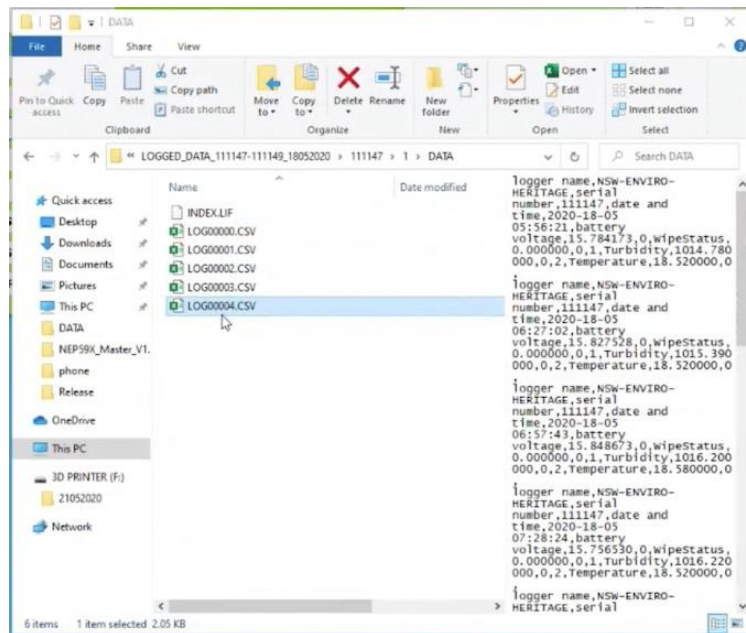 DATA
File Home Share View
Pin to Quick access
Copy
Paste
Cut
Copy path
Paste shortcut
Clipboard
Move to
Copy to
Delete
Rename
Organize
New folder
New
Properties
Open
Edit
History
Open
Select all
Select none
Invert selection
Select
« LOGGED_DATA_111147-111149_18052020 › 111147 › 1 › DATA
Search DATA
Quick access
Desktop
Downloads
Documents
Pictures
This PC
DATA
NEP59X_Master_V1.
phone
Release
OneDrive
This PC
3D PRINTER (F:)
21052020
Network
Name Date modified
INDEX.LIF
LOG00000.CSV
LOG00001.CSV
LOG00002.CSV
LOG00003.CSV
LOG00004.CSV
logger name,NSW-ENVIRO-
HERITAGE,serial
number,111147,date and
time,2020-18-05
05:56:21,battery
voltage,15.784173,0,WipeStatus,
0.000000,0,1,Turbidity,1014.780
000,0,2,Temperature,18.520000,0
,
logger name,NSW-ENVIRO-
HERITAGE,serial
number,111147,date and
time,2020-18-05
06:27:02,battery
voltage,15.827528,0,WipeStatus,
0.000000,0,1,Turbidity,1015.390
000,0,2,Temperature,18.520000,0
,
logger name,NSW-ENVIRO-
HERITAGE,serial
number,111147,date and
time,2020-18-05
06:57:43,battery
voltage,15.848673,0,WipeStatus,
0.000000,0,1,Turbidity,1016.200
000,0,2,Temperature,18.580000,0
,
logger name,NSW-ENVIRO-
HERITAGE,serial
number,111147,date and
time,2020-18-05
07:28:24,battery
voltage,15.756530,0,WipeStatus,
0.000000,0,1,Turbidity,1016.220
000,0,2,Temperature,18.520000,0
,
logger name,NSW-ENVIRO-
HERITAGE,serial
6 items 1 item selected 2.05 KB